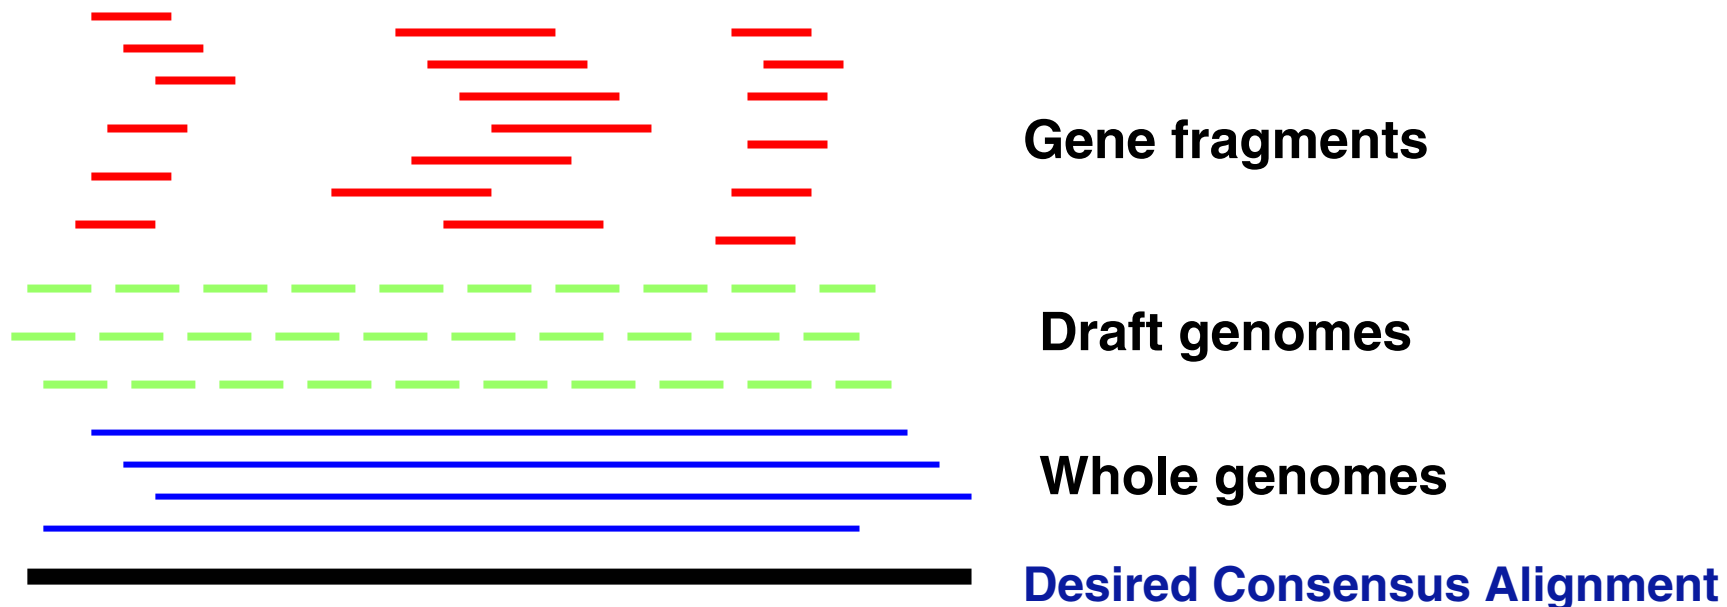 Gene fragments
Draft genomes
Whole genomes
Desired Consensus Alignment